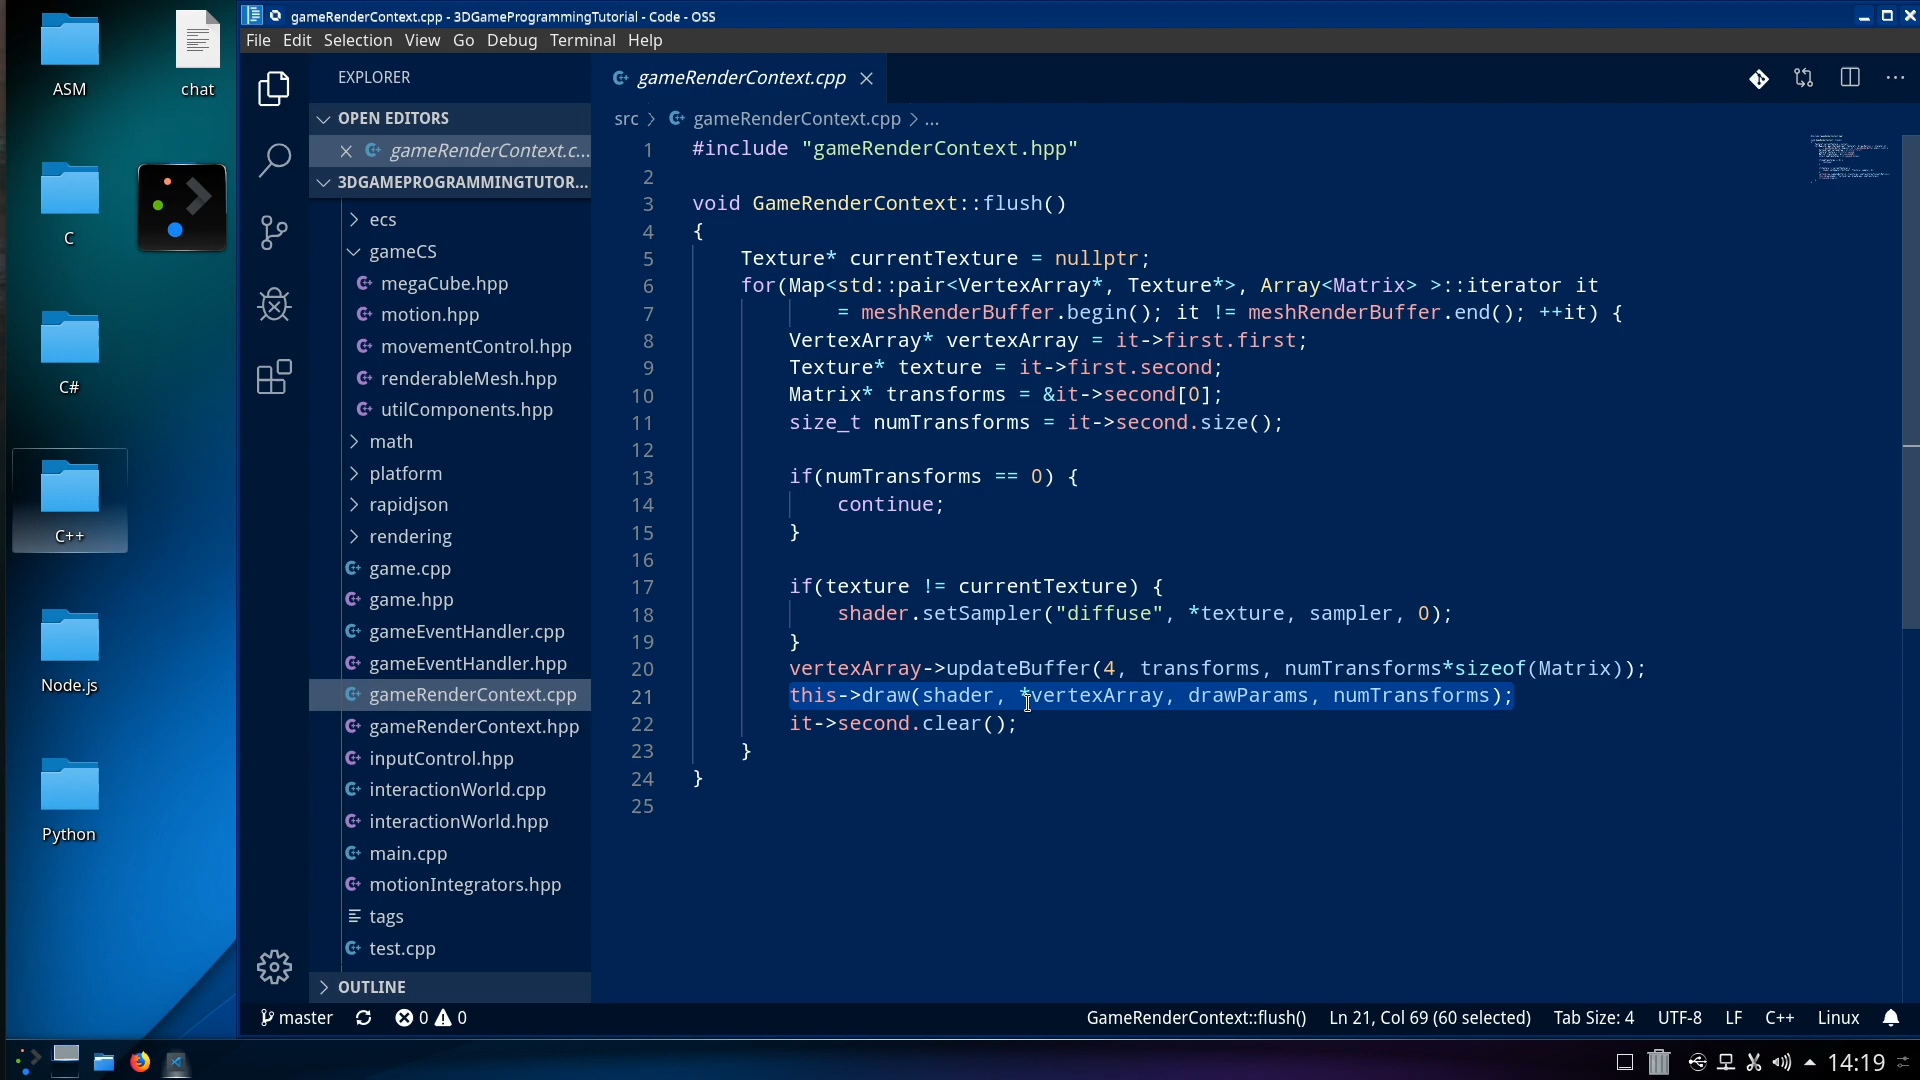 ASM
chat
C
C#
C++
Node.js
Python
gameRenderContext.cpp - 3DGameProgrammingTutorial - Code - OSS
File Edit Selection View Go Debug Terminal Help
EXPLORER
OPEN EDITORS
gameRenderContext.c...
3DGAMEPROGRAMMINGTUTOR...
ecs
gameCS
megaCube.hpp
motion.hpp
movementControl.hpp
renderableMesh.hpp
utilComponents.hpp
math
platform
rapidjson
rendering
game.cpp
game.hpp
gameEventHandler.cpp
gameEventHandler.hpp
gameRenderContext.cpp
gameRenderContext.hpp
inputControl.hpp
interactionWorld.cpp
interactionWorld.hpp
main.cpp
motionIntegrators.hpp
tags
test.cpp
OUTLINE
gameRenderContext.cpp
src > gameRenderContext.cpp > ...
1 #include "gameRenderContext.hpp"
2
3 void GameRenderContext::flush()
4 {
5 Texture* currentTexture = nullptr;
6 for(Map<std::pair<VertexArray*, Texture*>, Array<Matrix> >::iterator it
7 = meshRenderBuffer.begin(); it != meshRenderBuffer.end(); ++it) {
8 VertexArray* vertexArray = it->first.first;
9 Texture* texture = it->first.second;
10 Matrix* transforms = &it->second[0];
11 size_t numTransforms = it->second.size();
12
13 if(numTransforms == 0) {
14 continue;
15 }
16
17 if(texture != currentTexture) {
18 shader.setSampler("diffuse", *texture, sampler, 0);
19 }
20 vertexArray->updateBuffer(4, transforms, numTransforms*sizeof(Matrix));
21 this->draw(shader, *vertexArray, drawParams, numTransforms);
22 it->second.clear();
23 }
24 }
25
master 0 0 GameRenderContext::flush() Ln 21, Col 69 (60 selected) Tab Size: 4 UTF-8 LF C++ Linux
14:19